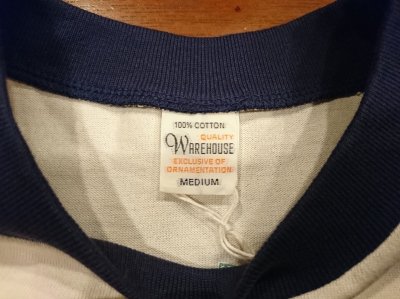 100% COTTON
QUALITY
WAREHOUSE
EXCLUSIVE OF
ORNAMENTATION
MEDIUM